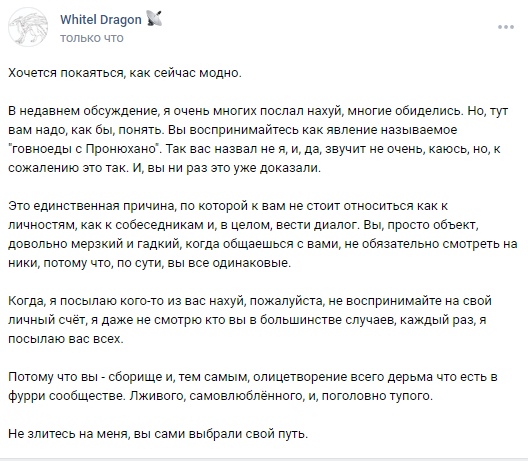 Whitel Dragon
только что
Хочется покаяться, как сейчас модно.
В недавнем обсуждение, я очень многих послал нахуй, многие обиделись. Но, тут
вам надо, как бы, понять. Вы воспринимайтесь как явление называемое
"говноеды с Пронюхано". Так вас назвал не я, и, да, звучит не очень, каюсь, но, к
сожалению это так. И, вы ни раз это уже доказали.
Это единственная причина, по которой к вам не стоит относиться как к
личностям, как к собеседникам и, в целом, вести диалог. Вы, просто объект,
довольно мерзкий и гадкий, когда общаешься с вами, не обязательно смотреть на
ники, потому что, по сути, вы все одинаковые.
Когда, я посылаю кого-то из вас нахуй, пожалуйста, не воспринимайте на свой
личный счёт, я даже не смотрю кто вы в большинстве случаев, каждый раз, я
посылаю вас всех.
Потому что вы - сборище и, тем самым, олицетворение всего дерьма что есть в
фурри сообществе. Лживого, самовлюблённого, и, поголовно тупого.
Не злитесь на меня, вы сами выбрали свой путь.